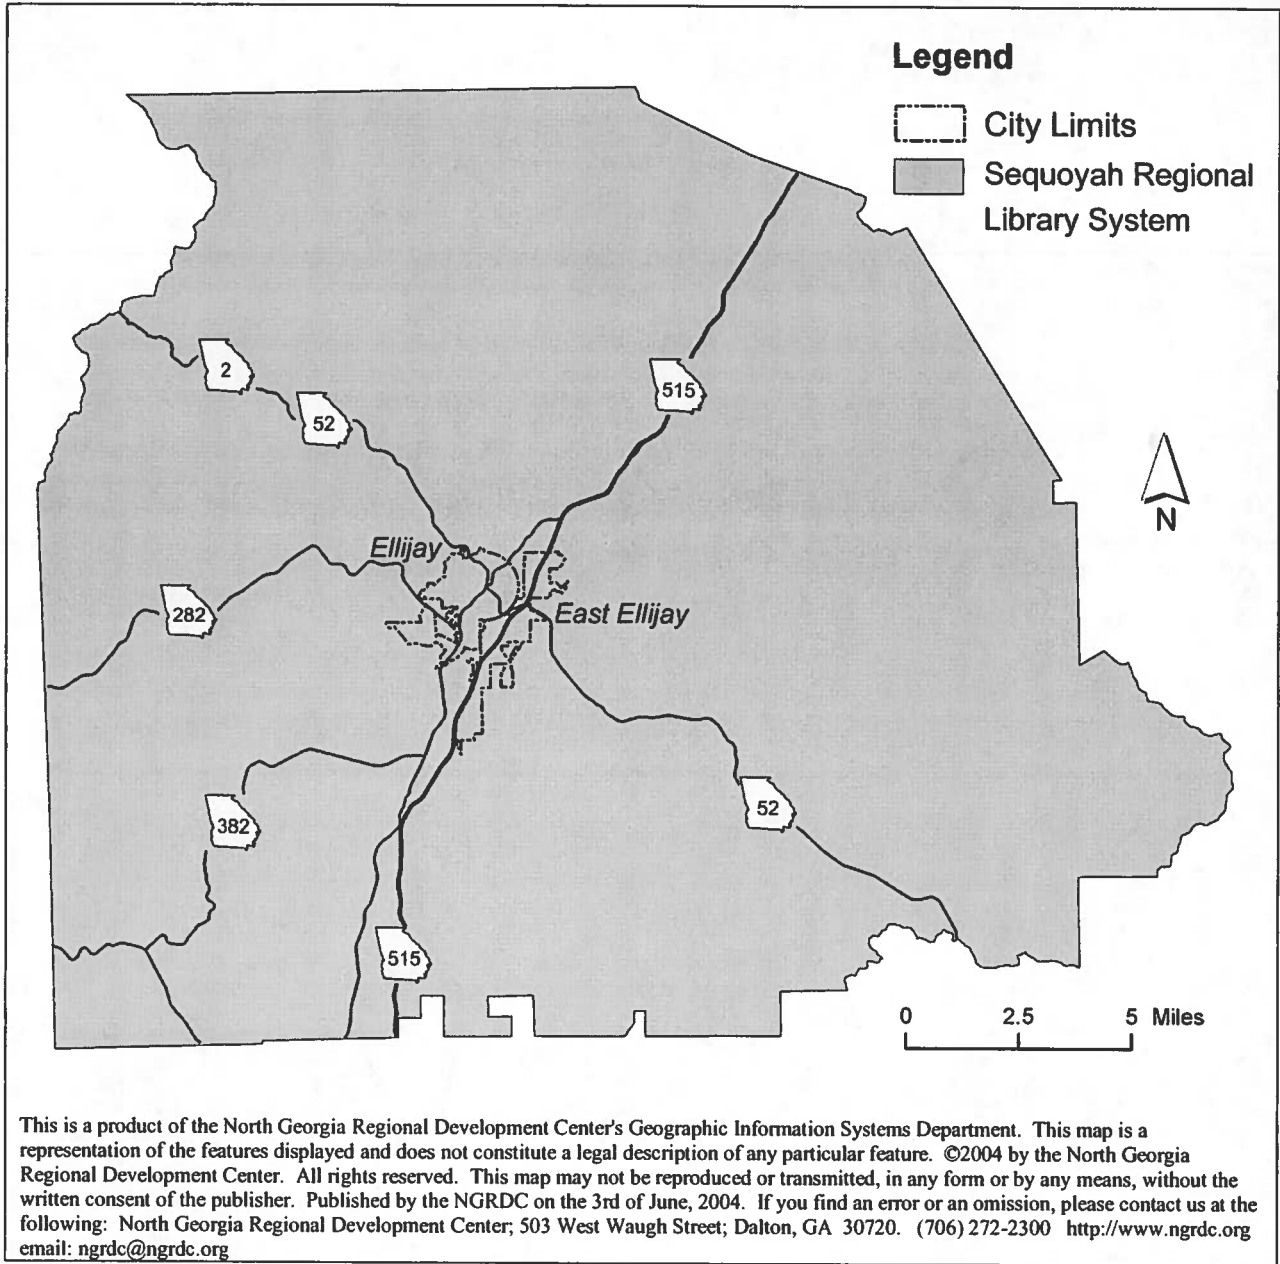 Legend
City Limits
Sequoyah Regional
Library System
2
52
515
N
Ellijay
East Ellijay
282
382
52
515
0 2.5 5 Miles
This is a product of the North Georgia Regional Development Center's Geographic Information Systems Department. This map is a
representation of the features displayed and does not constitute a legal description of any particular feature. ©2004 by the North Georgia
Regional Development Center. All rights reserved. This map may not be reproduced or transmitted, in any form or by any means, without the
written consent of the publisher. Published by the NGRDC on the 3rd of June, 2004. If you find an error or an omission, please contact us at the
following: North Georgia Regional Development Center; 503 West Waugh Street; Dalton, GA 30720. (706) 272-2300 http://www.ngrdc.org
email: ngrdc@ngrdc.org